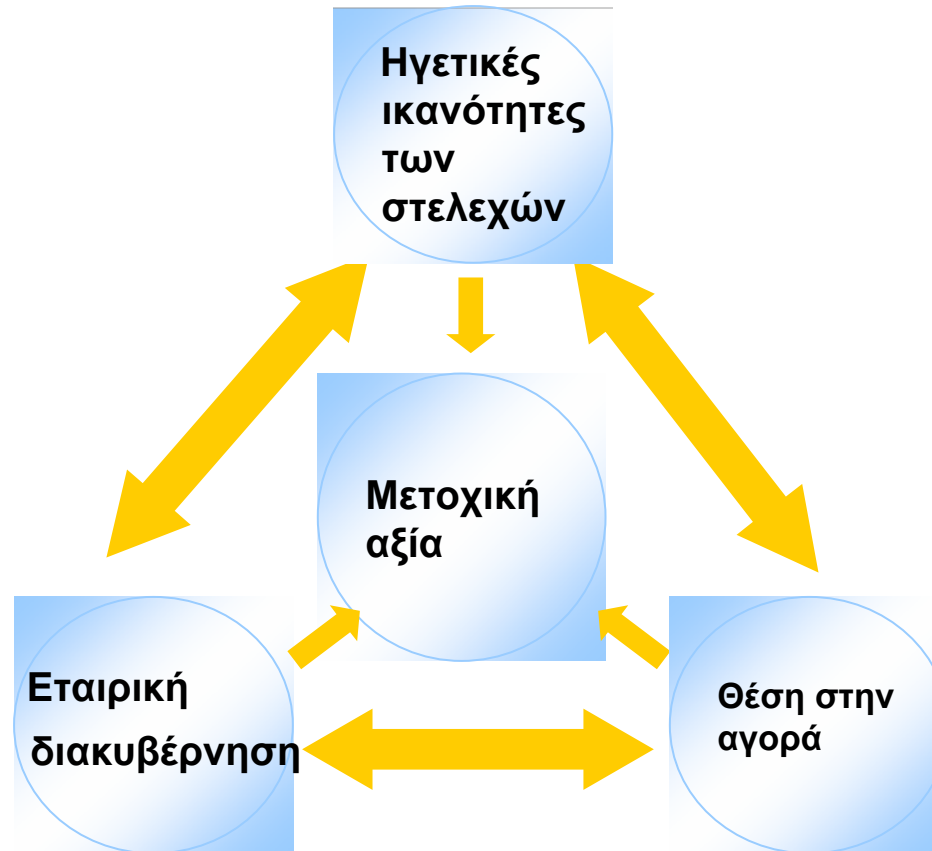 Ηγετικές
ικανότητες
των
στελεχών
Μετοχική
αξία
Εταιρική
διακυβέρνηση
Θέση στην
αγορά